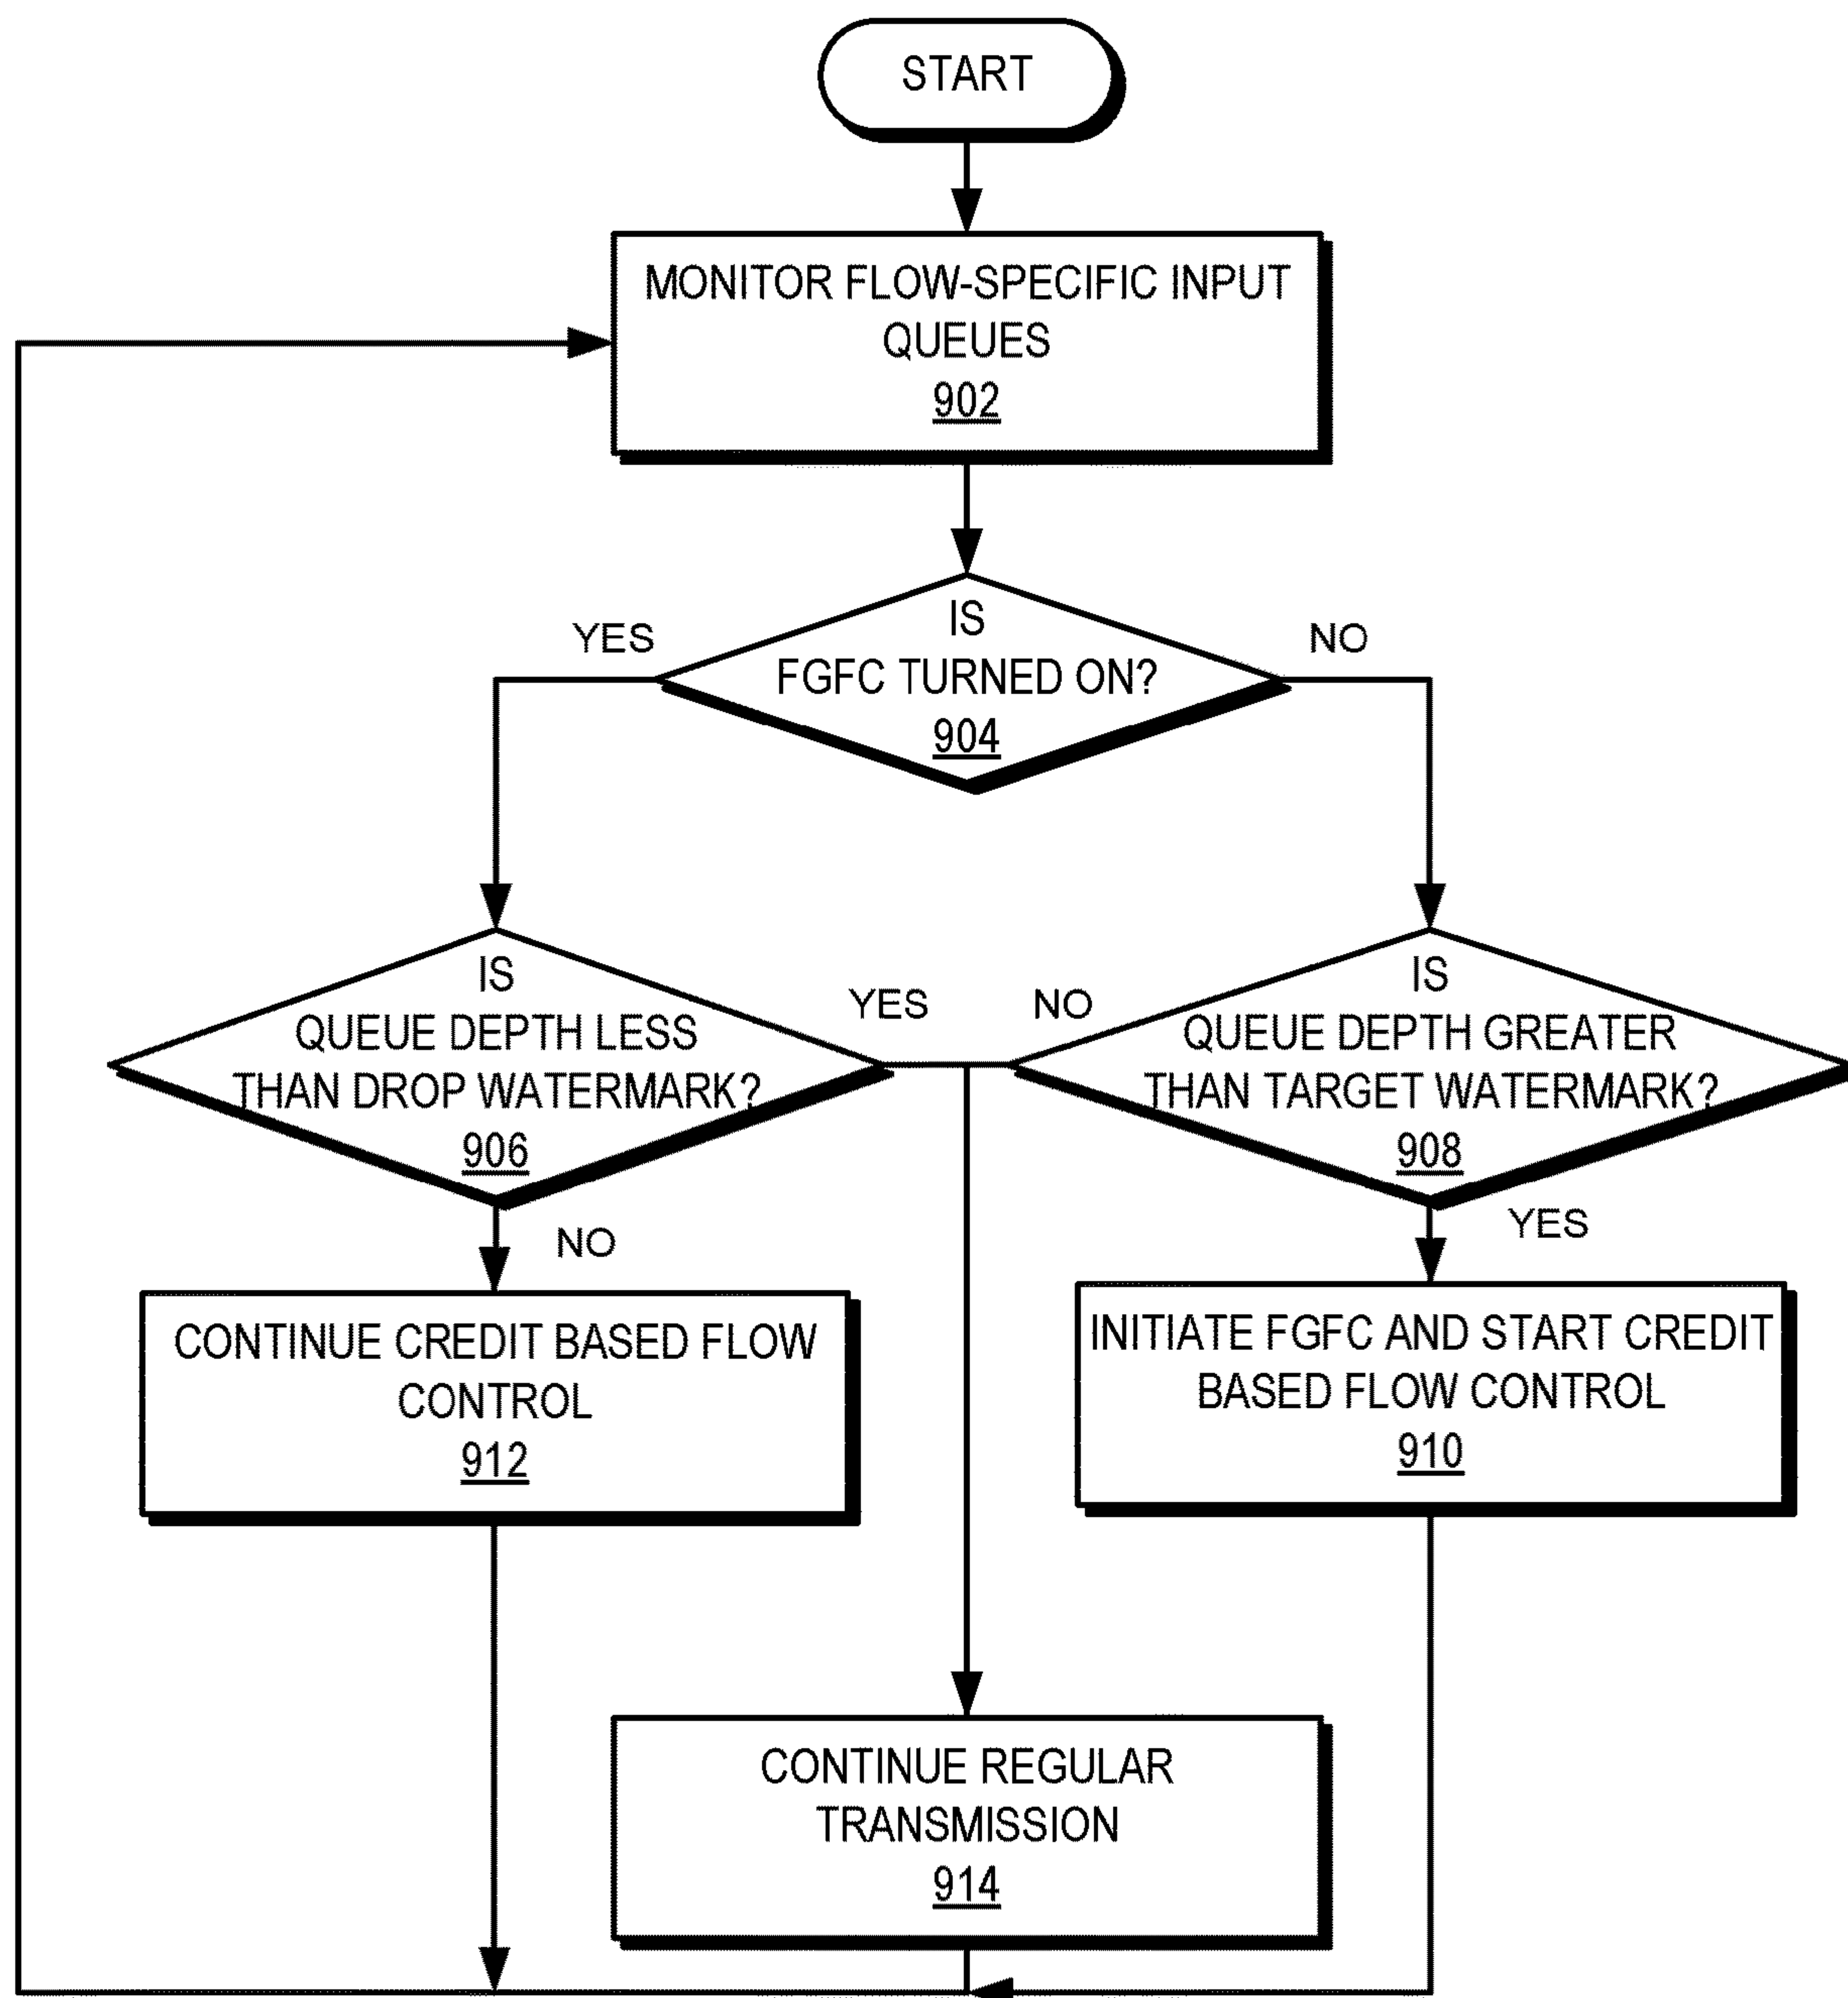 START
MONITOR FLOW-SPECIFIC INPUT
QUEUES
902
YES
NO
IS
FGFC TURNED ON?
904
IS
QUEUE DEPTH LESS
THAN DROP WATERMARK?
906
YES
NO
IS
QUEUE DEPTH GREATER
THAN TARGET WATERMARK?
908
NO
YES
CONTINUE CREDIT BASED FLOW
CONTROL
912
INITIATE FGFC AND START CREDIT
BASED FLOW CONTROL
910
CONTINUE REGULAR
TRANSMISSION
914